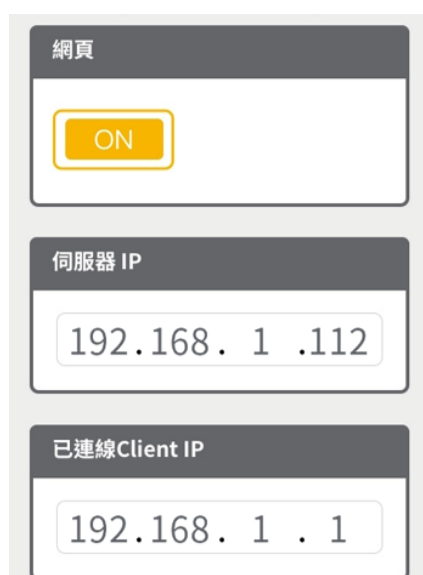 網頁
ON
伺服器 IP
192.168. 1 .112
已連線Client IP
192.168. 1 . 1